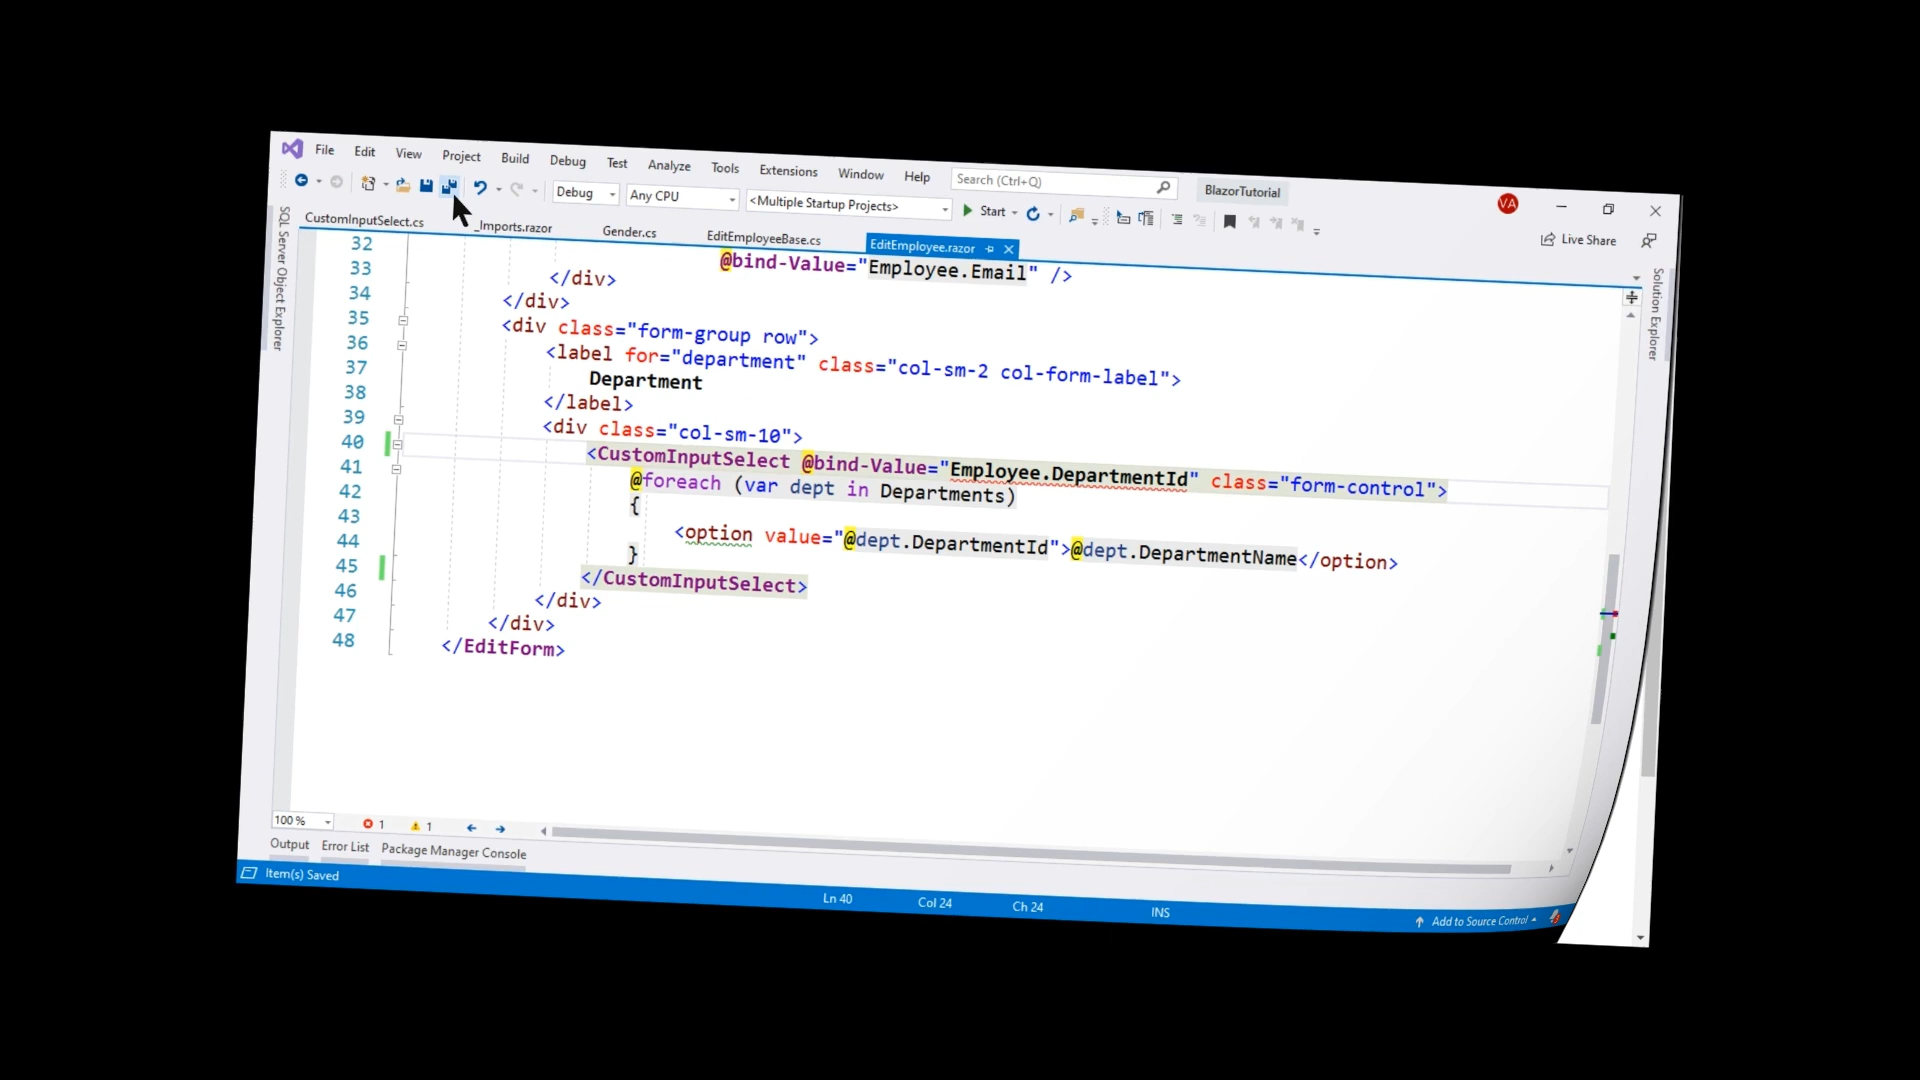 File Edit View Project Build Debug Test Analyze Tools Extensions Window Help Search (Ctrl+Q) BlazorTutorial VA
Debug Any CPU <Multiple Startup Projects> Start Live Share
CustomInputSelect.cs _Imports.razor Gender.cs EditEmployeeBase.cs EditEmployee.razor
SQL Server Object Explorer
Solution Explorer
32 @bind-Value="Employee.Email" />
33 </div>
34 </div>
35 <div class="form-group row">
36 <label for="department" class="col-sm-2 col-form-label">
37 Department
38 </label>
39 <div class="col-sm-10">
40 <CustomInputSelect @bind-Value="Employee.DepartmentId" class="form-control">
41 @foreach (var dept in Departments)
42 {
43 <option value="@dept.DepartmentId">@dept.DepartmentName</option>
44 }
45 </CustomInputSelect>
46 </div>
47 </div>
48 </EditForm>
100 % 1 1
Output Error List Package Manager Console
Item(s) Saved Ln 40 Col 24 Ch 24 INS Add to Source Control